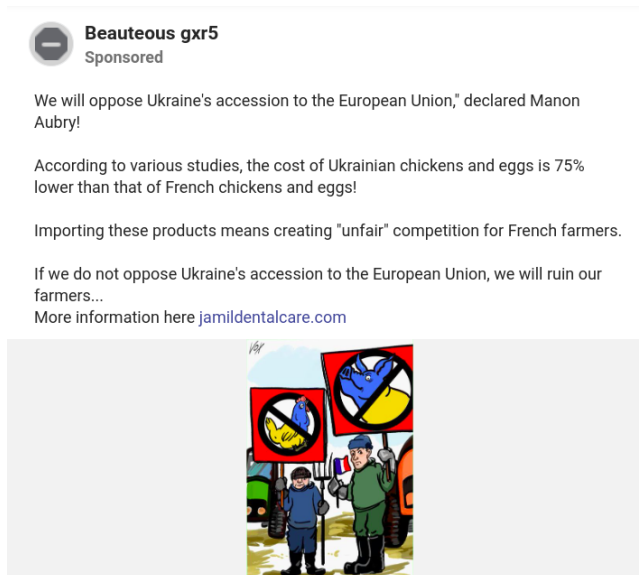 Beauteous gxr5
Sponsored
We will oppose Ukraine's accession to the European Union," declared Manon
Aubry!
According to various studies, the cost of Ukrainian chickens and eggs is 75%
lower than that of French chickens and eggs!
Importing these products means creating "unfair" competition for French farmers.
If we do not oppose Ukraine's accession to the European Union, we will ruin our
farmers...
More information here jamildentalcare.com